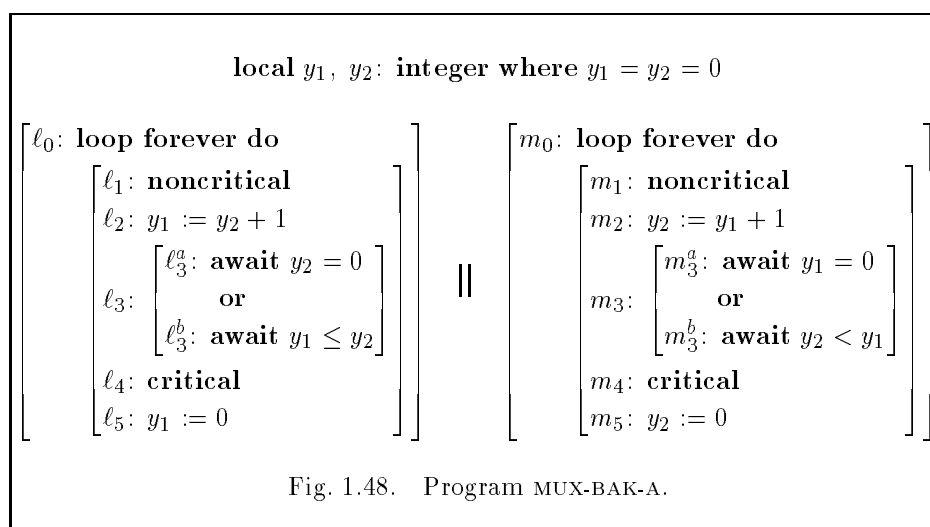 local y₁, y₂: integer where y₁ = y₂ = 0
ℓ₀: loop forever do
ℓ₁: noncritical
ℓ₂: y₁ := y₂ + 1
ℓ₃:
ℓ₃ᵃ: await y₂ = 0
or
ℓ₃ᵇ: await y₁ ≤ y₂
ℓ₄: critical
ℓ₅: y₁ := 0
||
m₀: loop forever do
m₁: noncritical
m₂: y₂ := y₁ + 1
m₃:
m₃ᵃ: await y₁ = 0
or
m₃ᵇ: await y₂ < y₁
m₄: critical
m₅: y₂ := 0
Fig. 1.48. Program MUX-BAK-A.